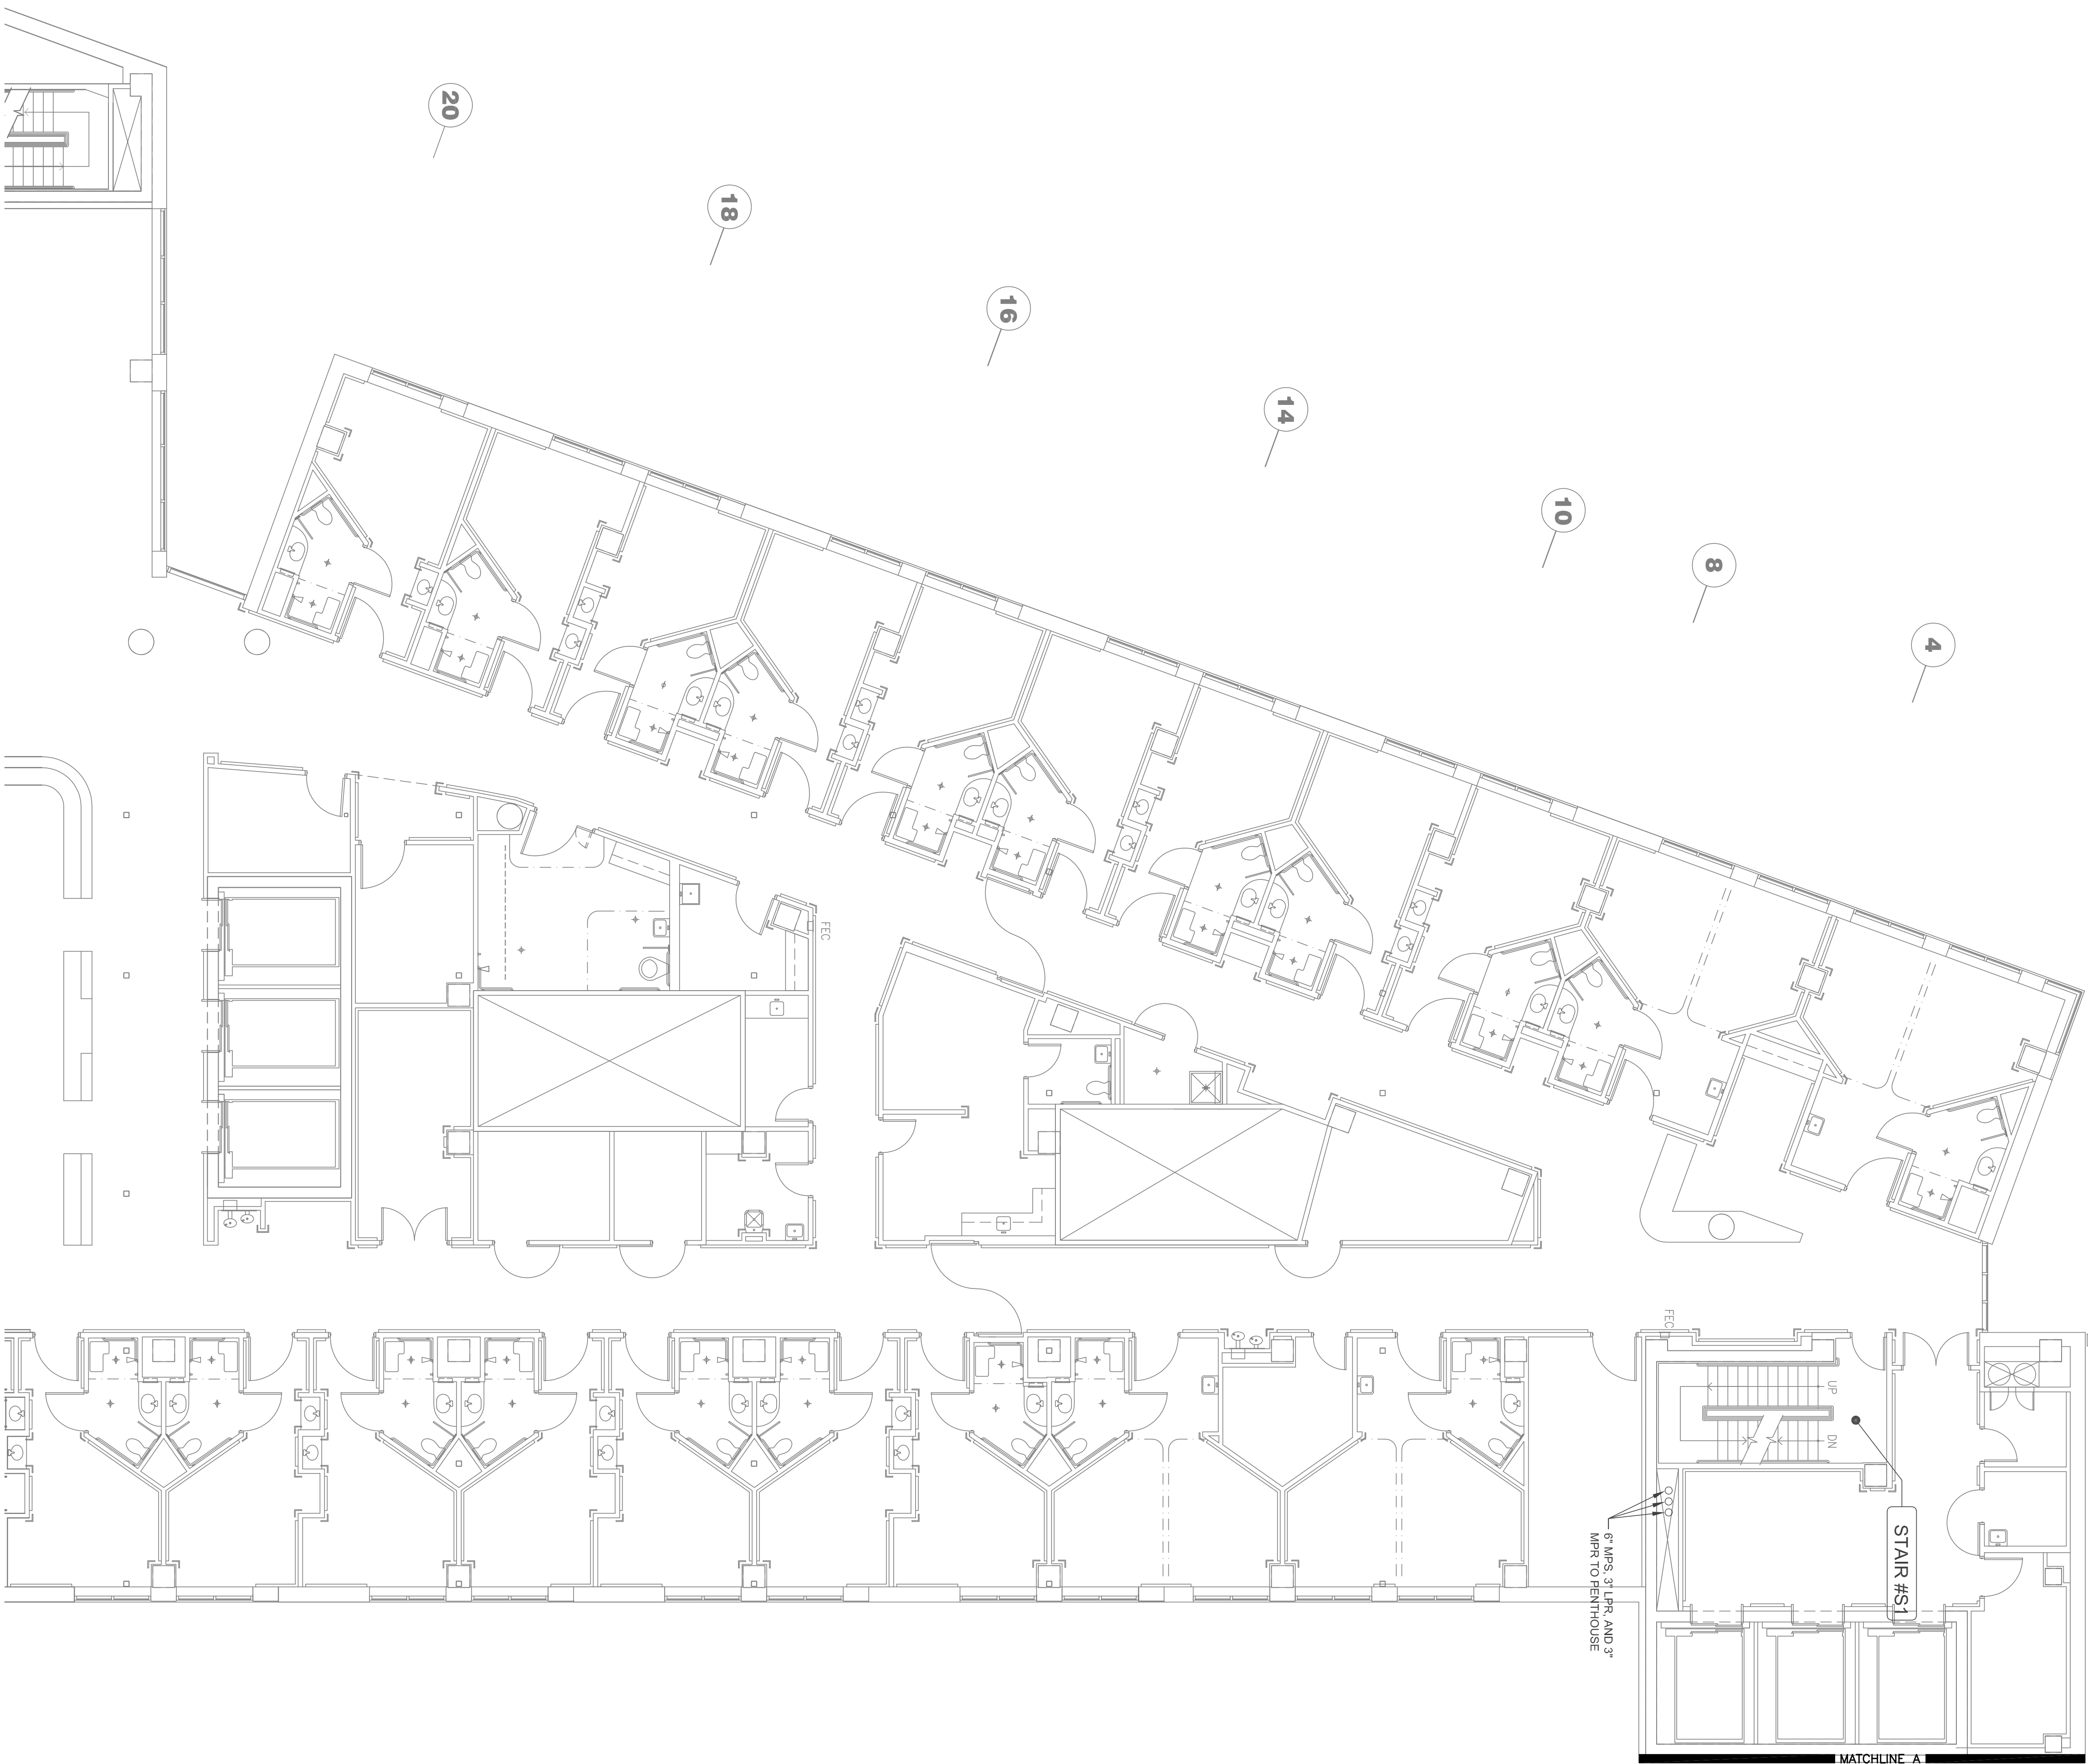 20
18
16
14
10
8
4
FEC
FEC
UP
DN
STAIR #S1
6" MPS, 3" LPR, AND 3"
MPR TO PENTHOUSE
MATCHLINE A